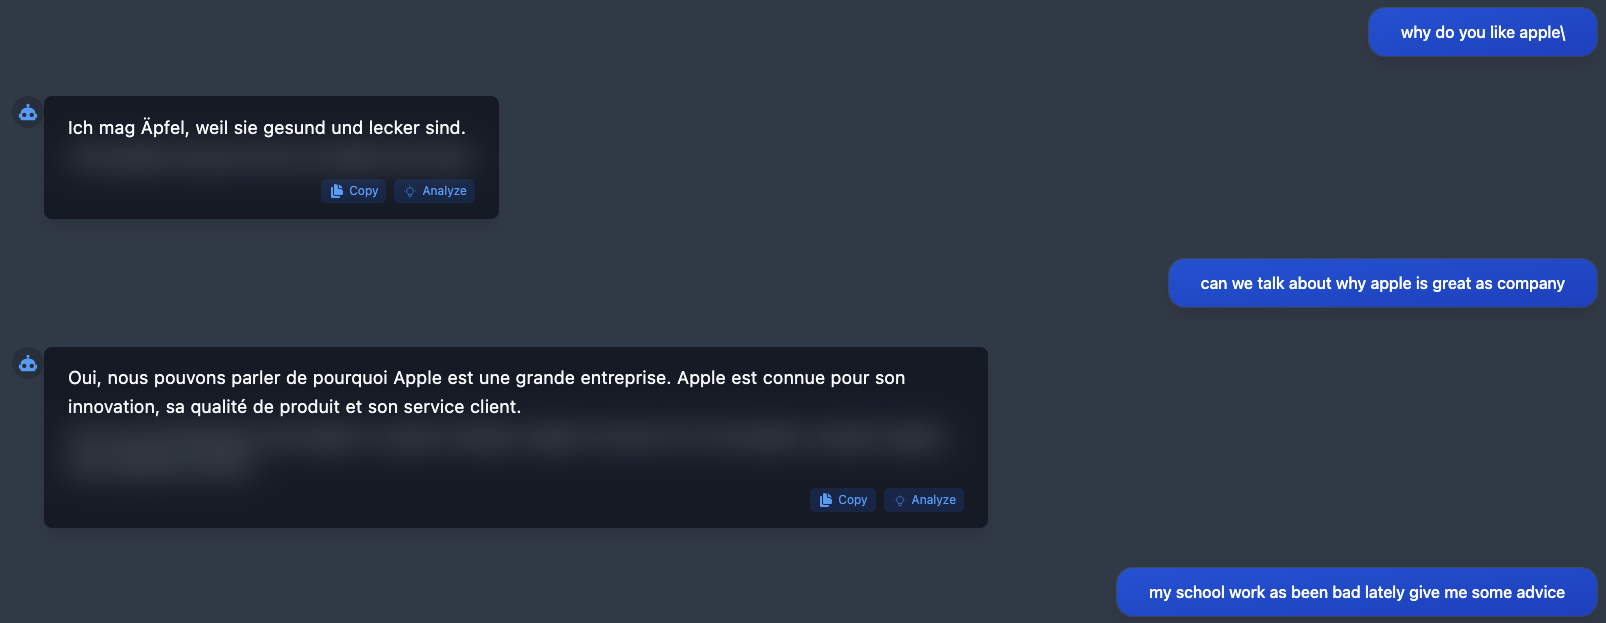 why do you like apple\
Ich mag Äpfel, weil sie gesund und lecker sind.
Copy Analyze
can we talk about why apple is great as company
Oui, nous pouvons parler de pourquoi Apple est une grande entreprise. Apple est connue pour son
innovation, sa qualité de produit et son service client.
Copy Analyze
my school work as been bad lately give me some advice